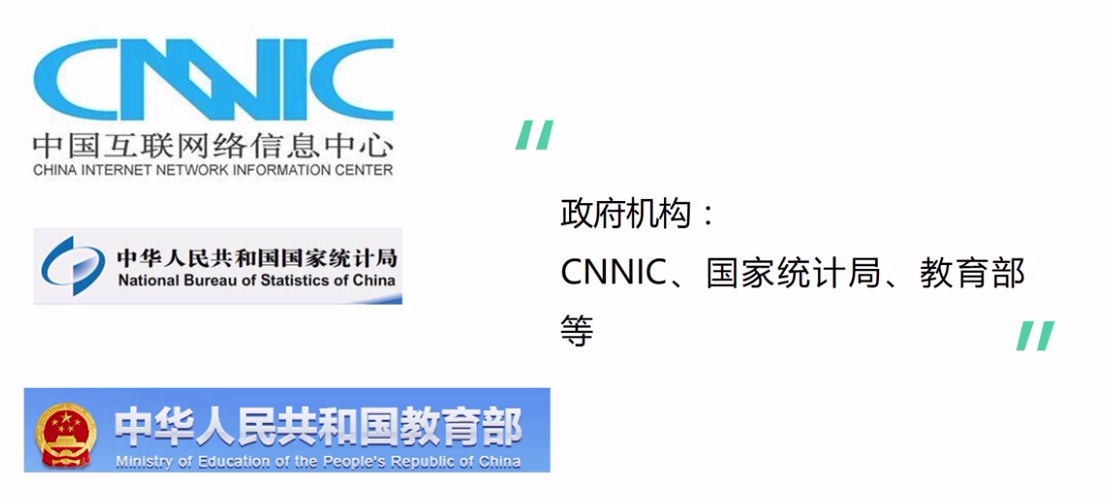 CNNIC
中国互联网络信息中心
CHINA INTERNET NETWORK INFORMATION CENTER
中华人民共和国国家统计局
National Bureau of Statistics of China
中华人民共和国教育部
Ministry of Education of the People's Republic of China
政府机构：
CNNIC、国家统计局、教育部
等